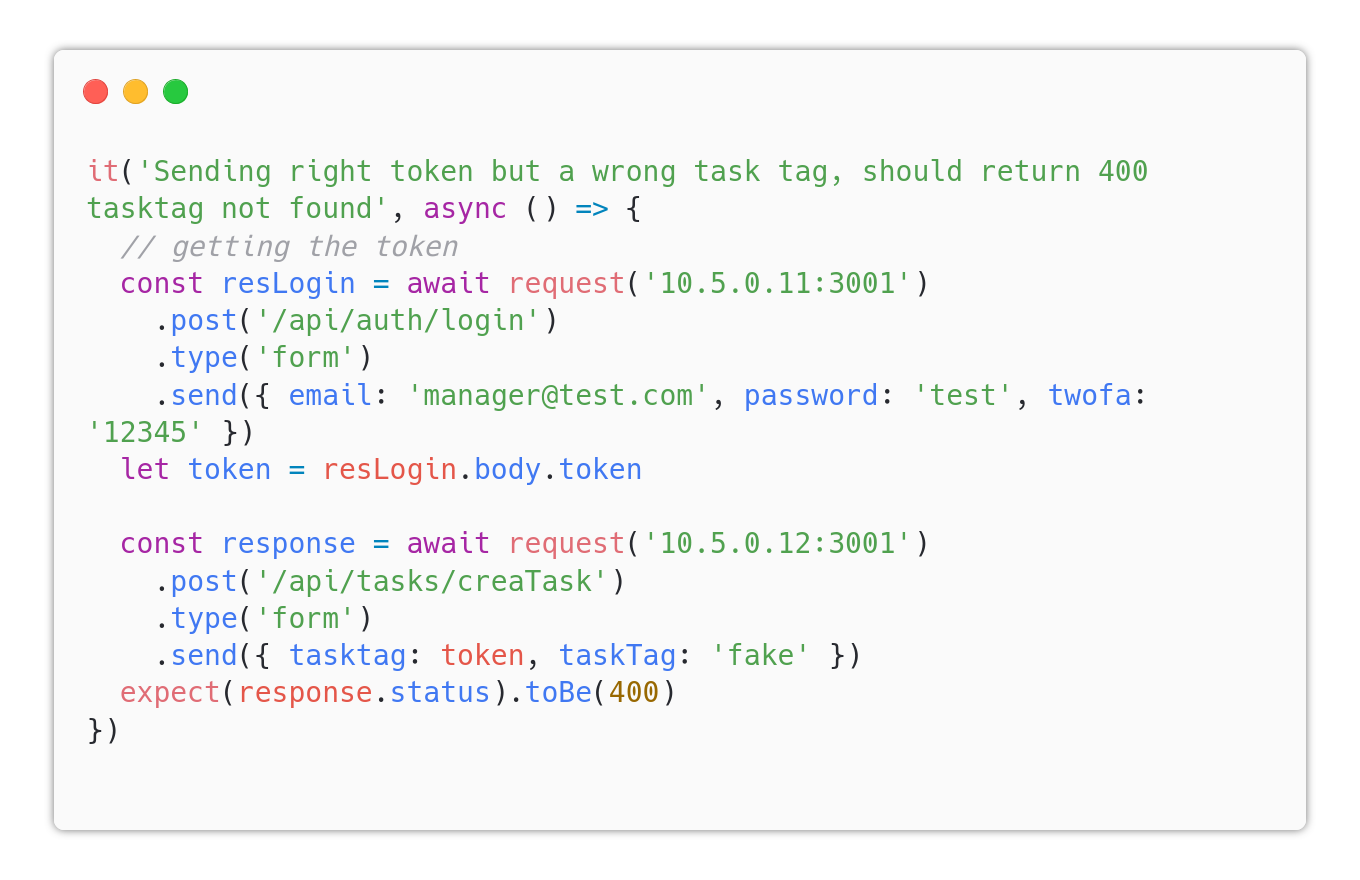 it('Sending right token but a wrong task tag, should return 400
tasktag not found', async () => {
  // getting the token
  const resLogin = await request('10.5.0.11:3001')
    .post('/api/auth/login')
    .type('form')
    .send({ email: 'manager@test.com', password: 'test', twofa:
'12345' })
  let token = resLogin.body.token

  const response = await request('10.5.0.12:3001')
    .post('/api/tasks/creaTask')
    .type('form')
    .send({ tasktag: token, taskTag: 'fake' })
  expect(response.status).toBe(400)
})